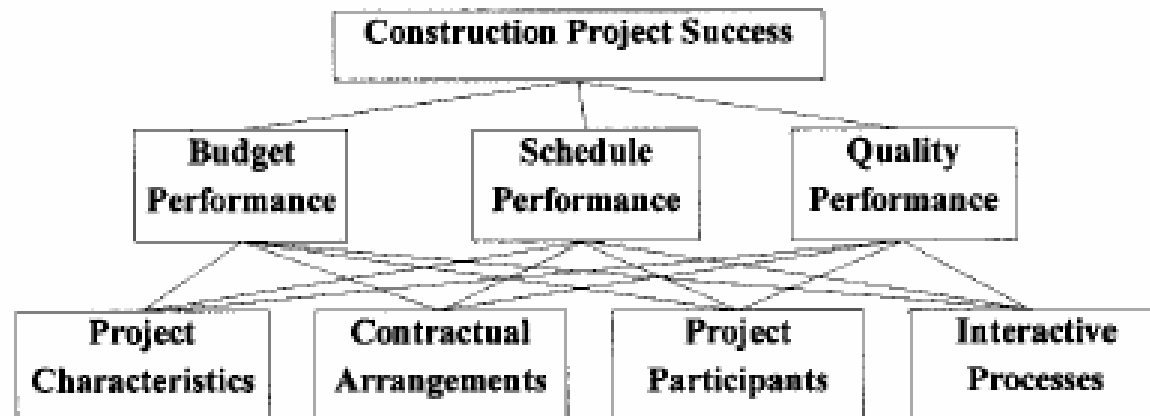 Construction Project Success
Budget
Performance
Schedule
Performance
Quality
Performance
Project
Characteristics
Contractual
Arrangements
Project
Participants
Interactive
Processes